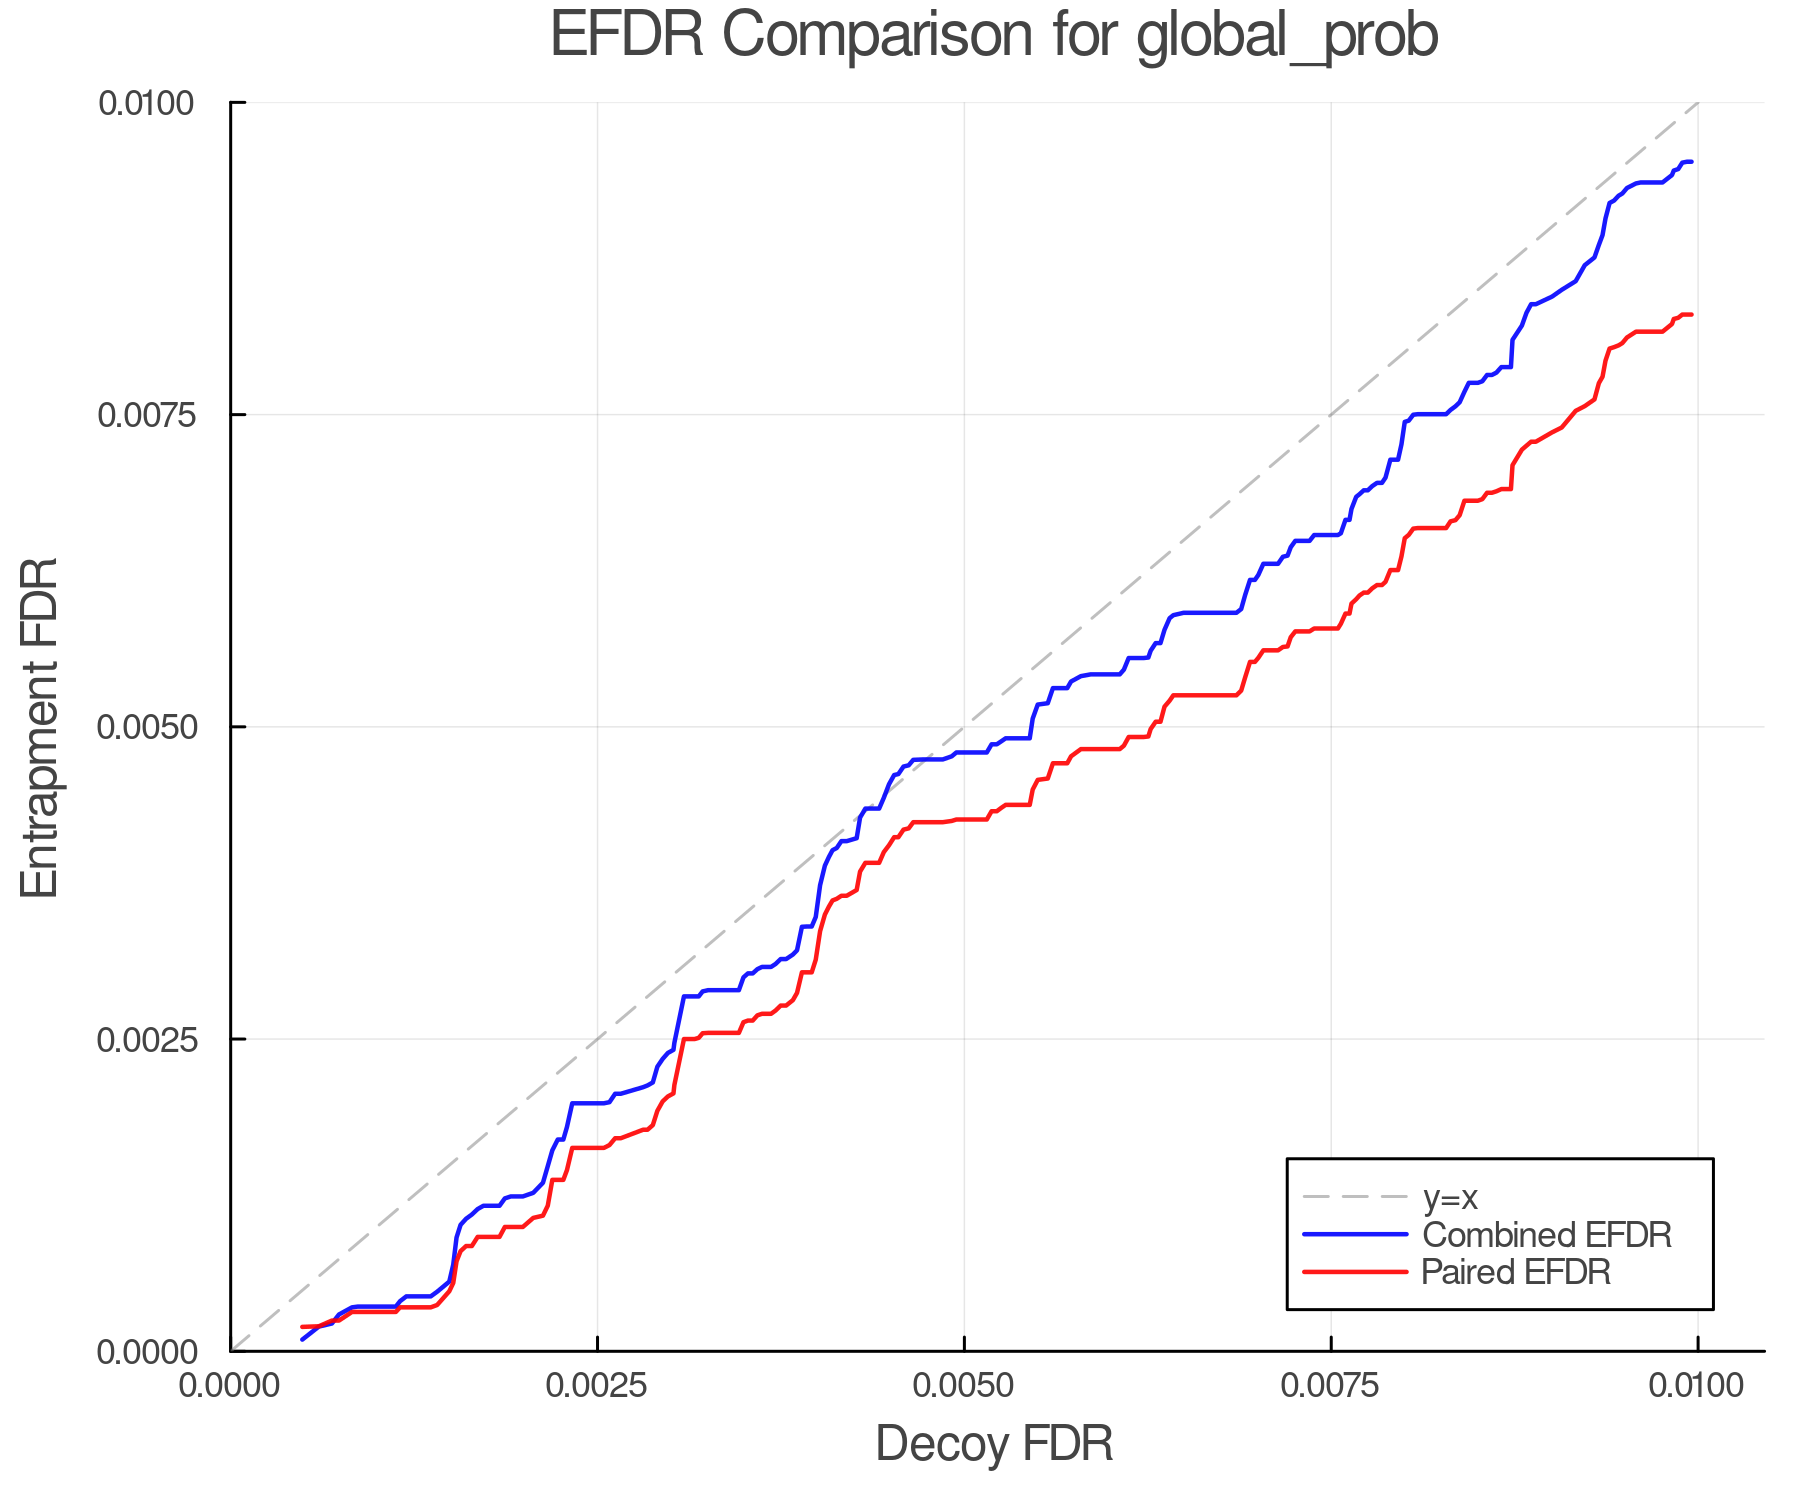 EFDR Comparison for global_prob
0.0100
0.0075
0.0050
0.0025
0.0000
Entrapment FDR
y=x
Combined EFDR
Paired EFDR
0.0000 0.0025 0.0050 0.0075 0.0100
Decoy FDR